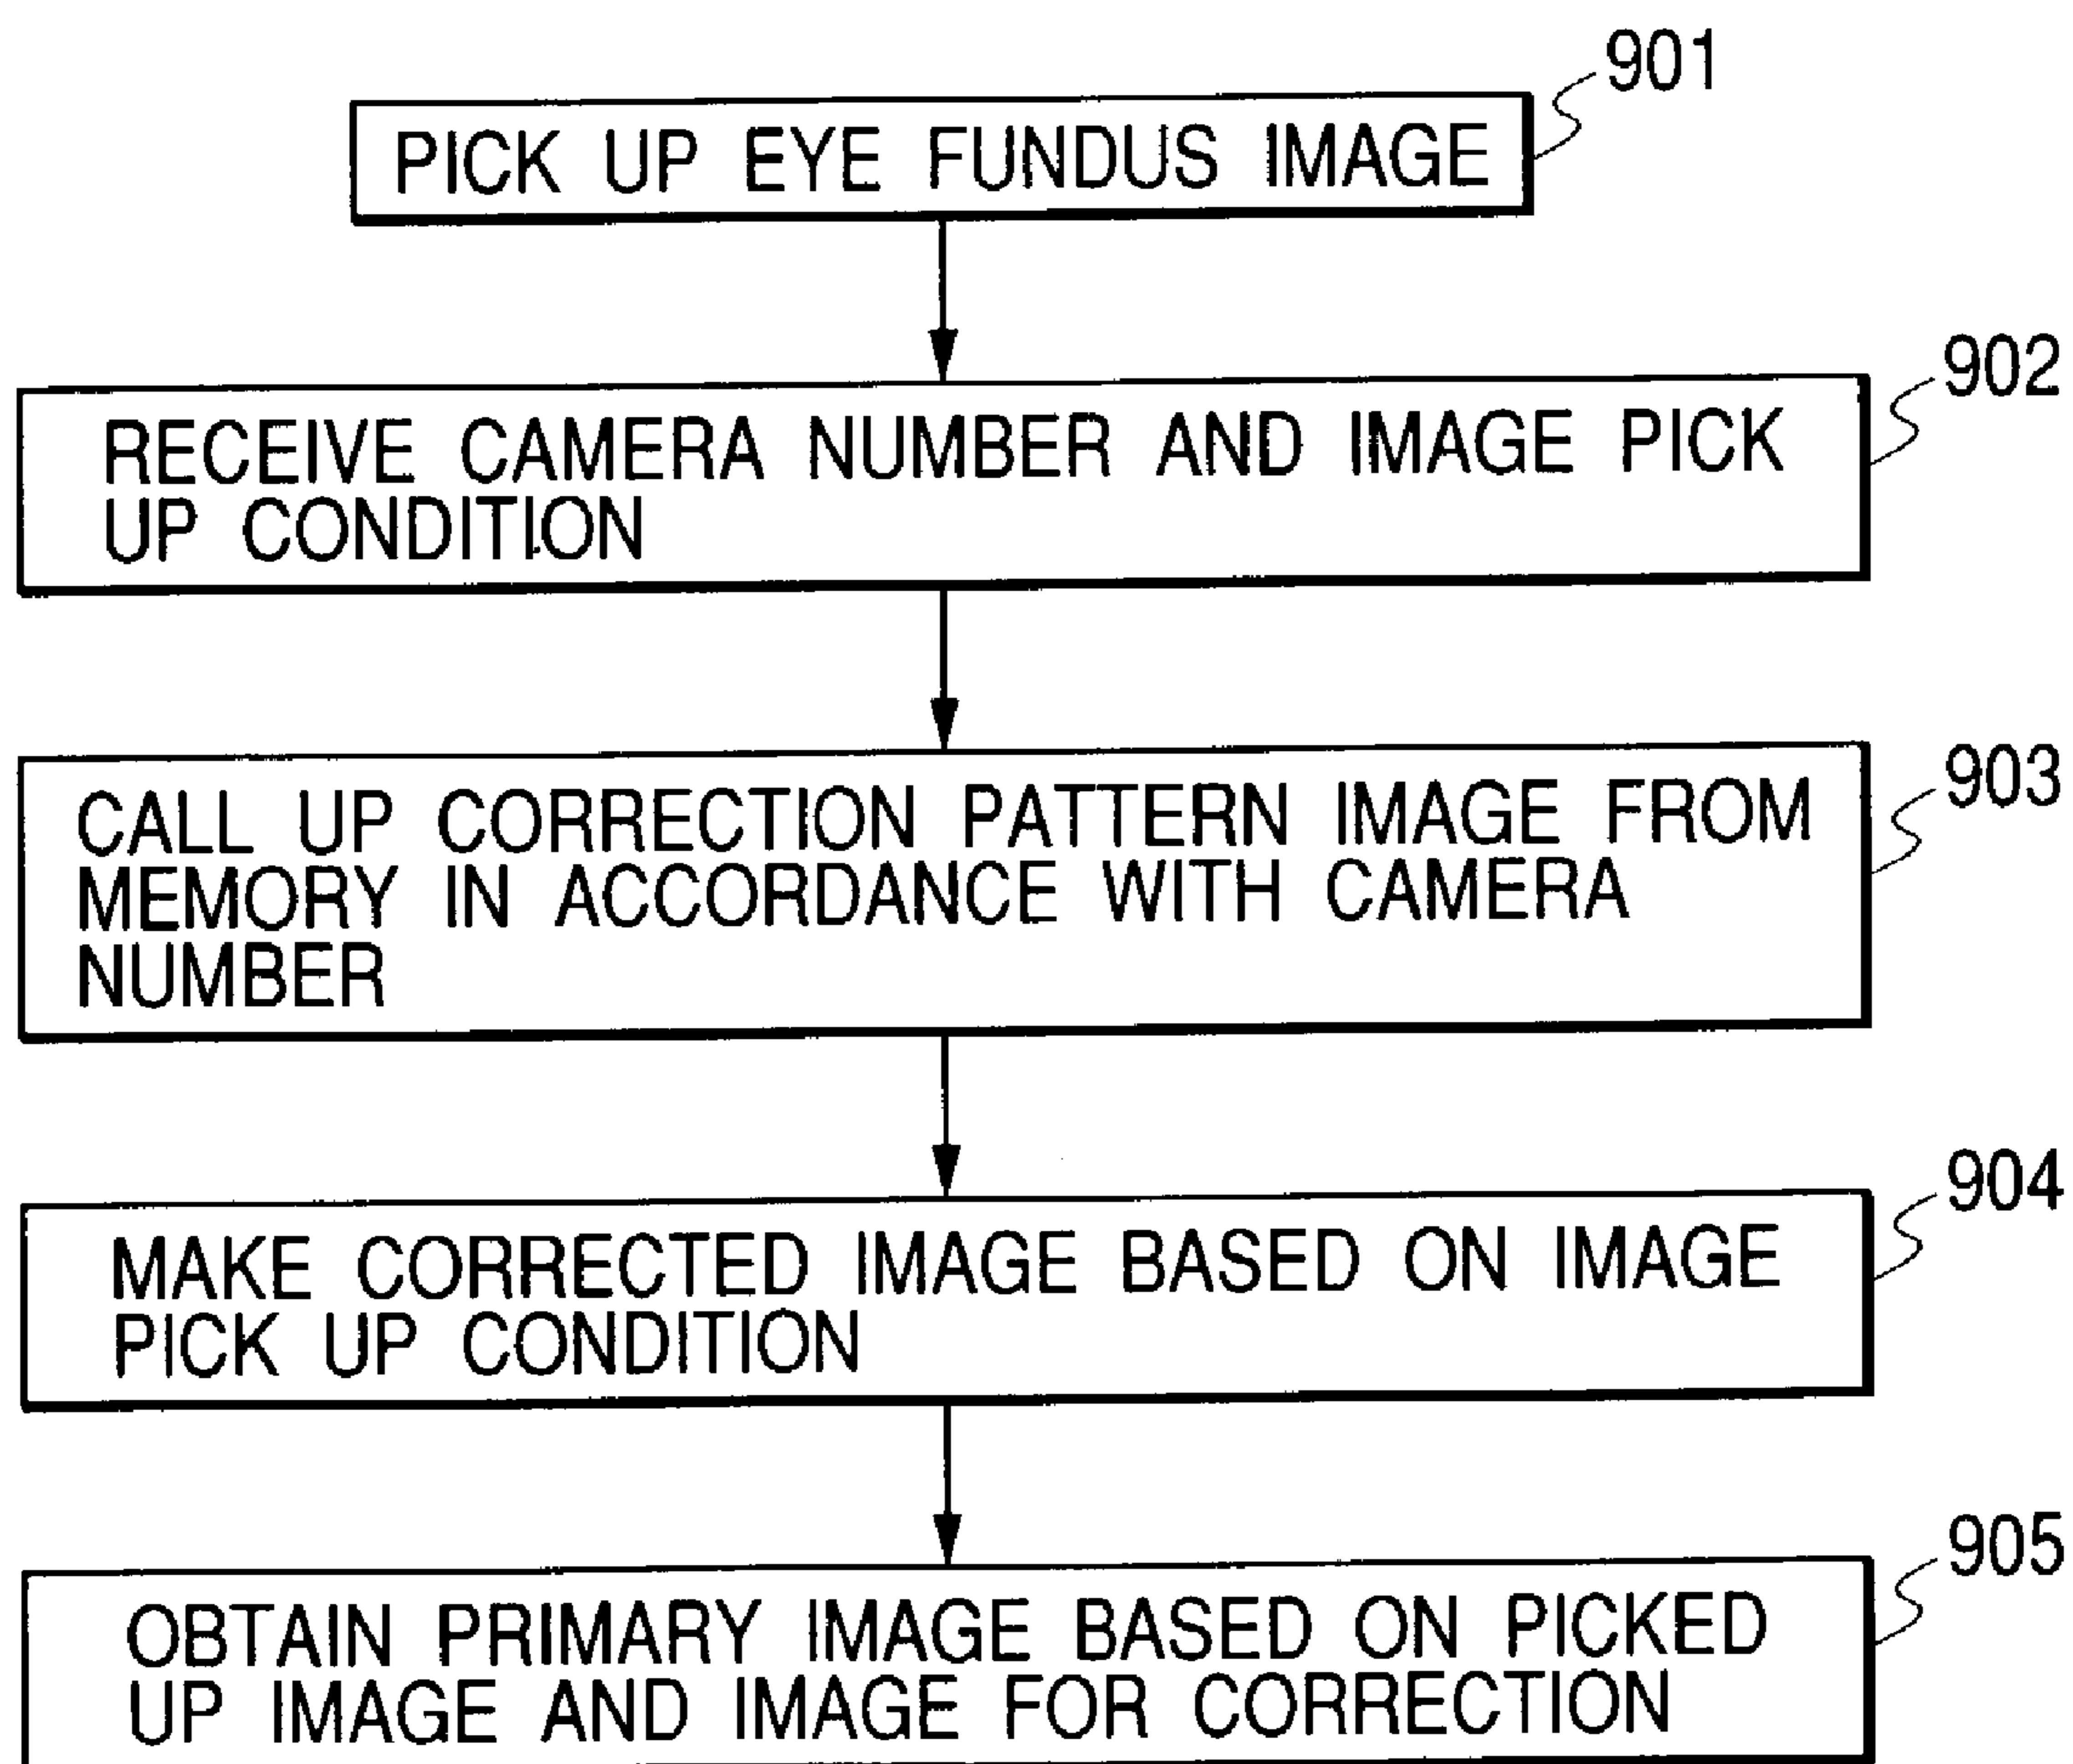 901
PICK UP EYE FUNDUS IMAGE
902
RECEIVE CAMERA NUMBER AND IMAGE PICK
UP CONDITION
903
CALL UP CORRECTION PATTERN IMAGE FROM
MEMORY IN ACCORDANCE WITH CAMERA
NUMBER
904
MAKE CORRECTED IMAGE BASED ON IMAGE
PICK UP CONDITION
905
OBTAIN PRIMARY IMAGE BASED ON PICKED
UP IMAGE AND IMAGE FOR CORRECTION